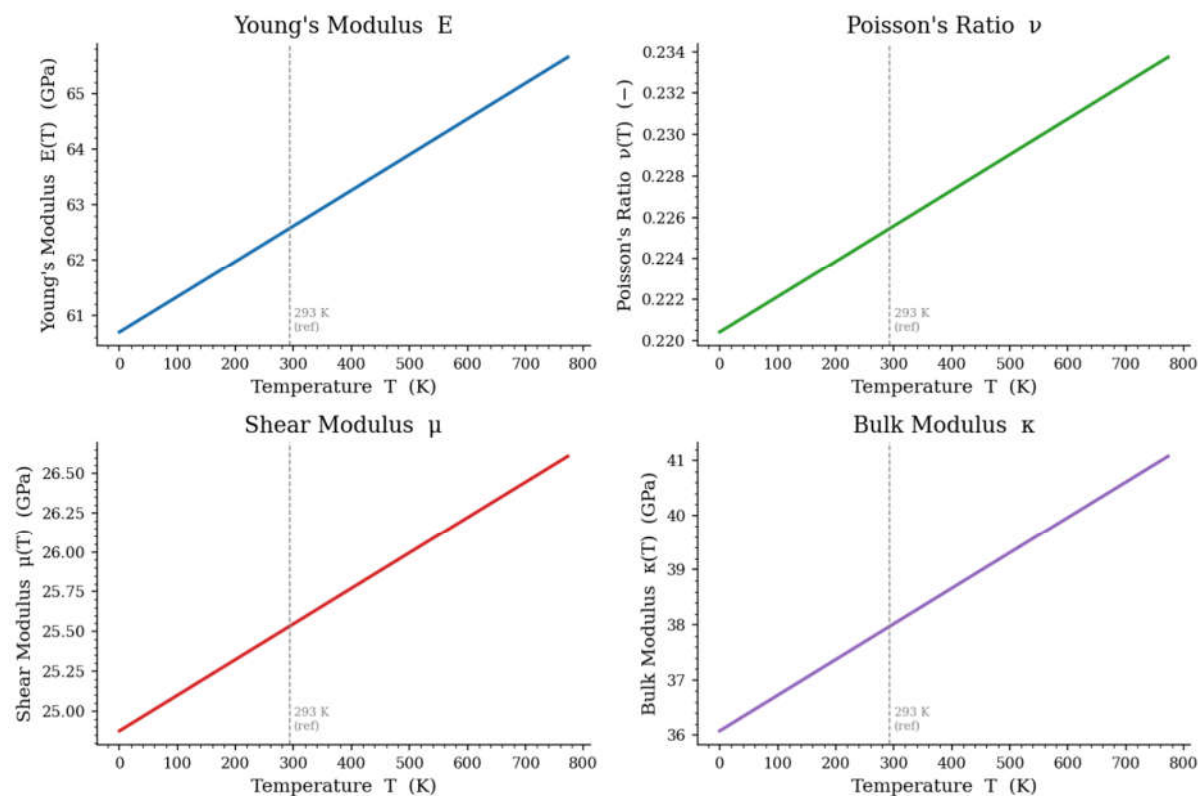 Young's Modulus E
Young's Modulus E(T) (GPa)
65
64
63
62
61
293 K
(ref)
0 100 200 300 400 500 600 700 800
Temperature T (K)
Poisson's Ratio ν
Poisson's Ratio ν(T) (−)
0.234
0.232
0.230
0.228
0.226
0.224
0.222
0.220
293 K
(ref)
0 100 200 300 400 500 600 700 800
Temperature T (K)
Shear Modulus μ
Shear Modulus μ(T) (GPa)
26.50
26.25
26.00
25.75
25.50
25.25
25.00
293 K
(ref)
0 100 200 300 400 500 600 700 800
Temperature T (K)
Bulk Modulus κ
Bulk Modulus κ(T) (GPa)
41
40
39
38
37
36
293 K
(ref)
0 100 200 300 400 500 600 700 800
Temperature T (K)